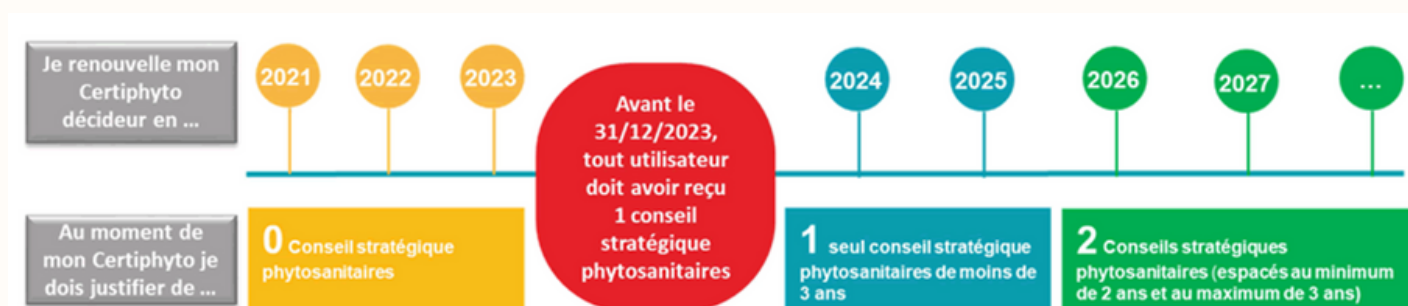 Je renouvelle mon
Certiphyto
décideur en ...
2021
2022
2023
Avant le
31/12/2023,
tout utilisateur
doit avoir reçu
1 conseil
stratégique
phytosanitaires
2024
2025
2026
2027
...
Au moment de
mon Certiphyto je
dois justifier de ...
0 Conseil stratégique
phytosanitaires
1 seul conseil stratégique
phytosanitaires de moins de
3 ans
2 Conseils stratégiques
phytosanitaires (espacés au minimum
de 2 ans et au maximum de 3 ans)